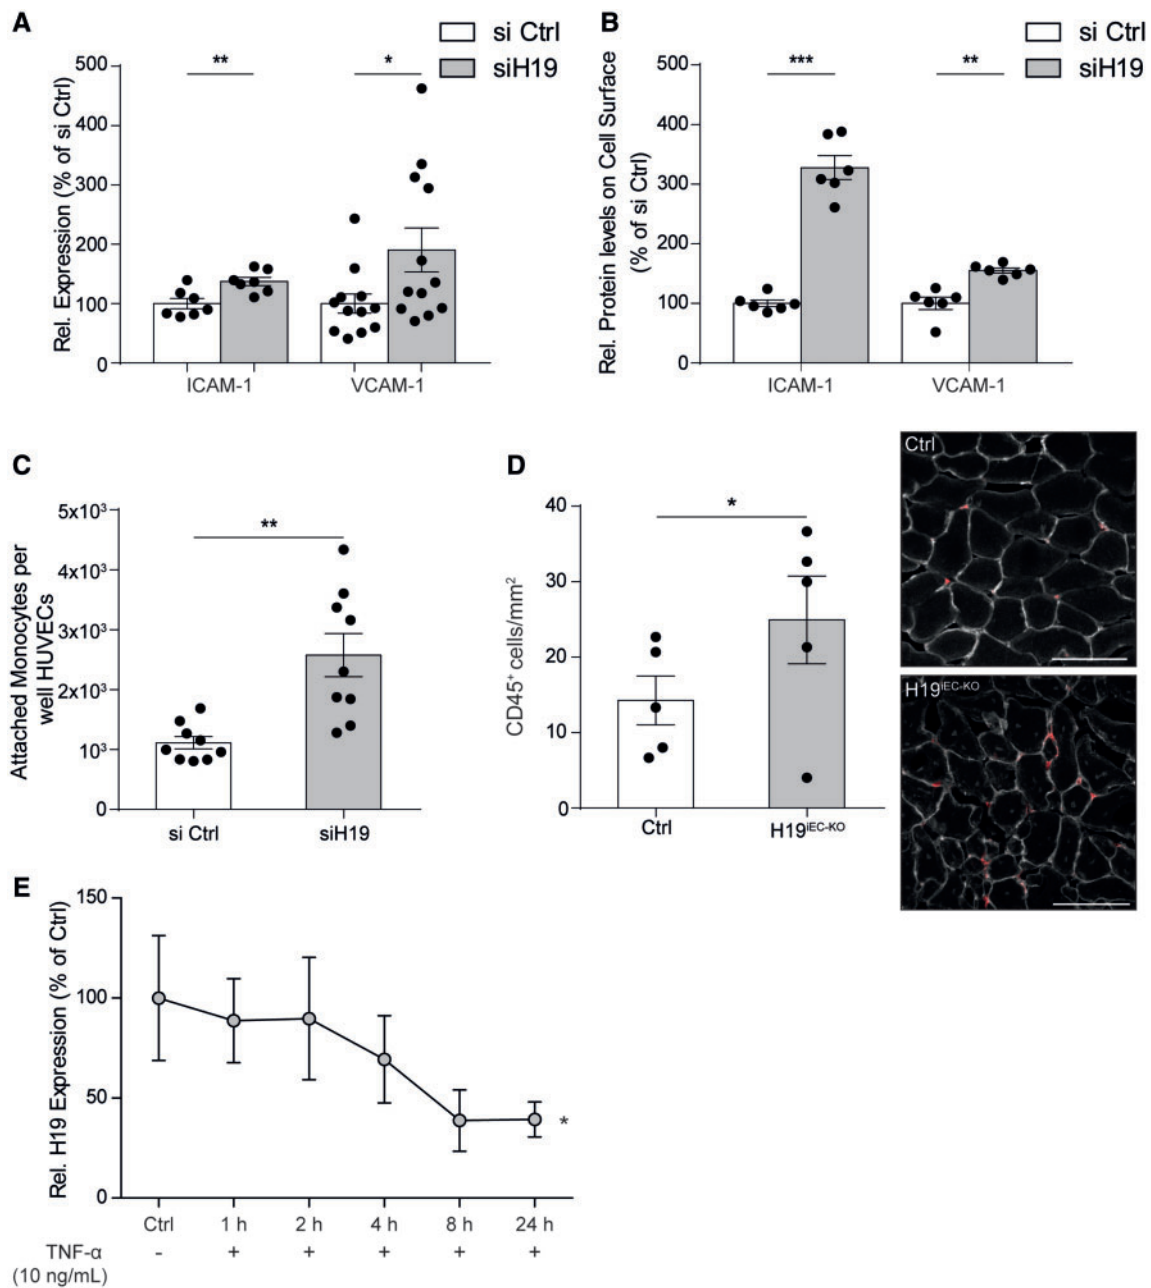 A
si Ctrl
siH19
Rel. Expression (% of si Ctrl)
500
400
300
200
100
0
**
*
ICAM-1
VCAM-1
B
si Ctrl
siH19
Rel. Protein levels on Cell Surface
(% of si Ctrl)
500
400
300
200
100
0
***
**
ICAM-1
VCAM-1
C
Attached Monocytes per
well HUVECs
5x10³
4x10³
3x10³
2x10³
10³
0
**
si Ctrl
siH19
D
CD45⁺ cells/mm²
40
30
20
10
0
*
Ctrl
H19ⁱᴱᶜ⁻ᴷᴼ
Ctrl
H19ⁱᴱᶜ⁻ᴷᴼ
E
Rel. H19 Expression (% of Ctrl)
150
100
50
0
*
Ctrl 1 h 2 h 4 h 8 h 24 h
TNF-α - + + + + +
(10 ng/mL)